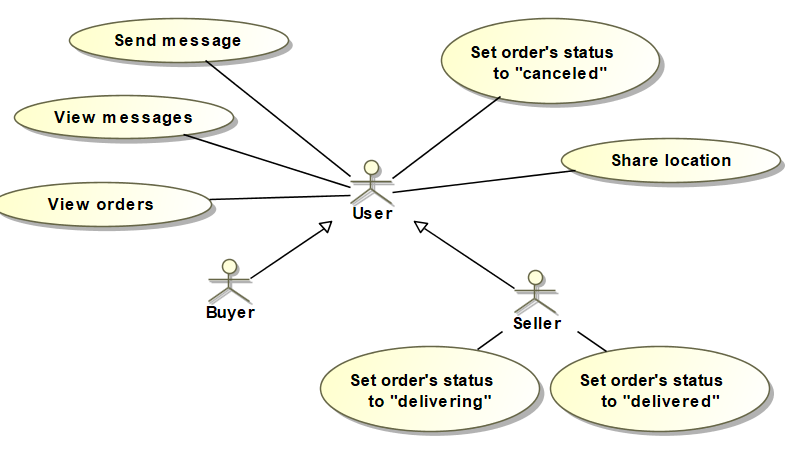 Send message
Set order's status
to "canceled"
View messages
Share location
View orders
User
Buyer
Seller
Set order's status
to "delivering"
Set order's status
to "delivered"